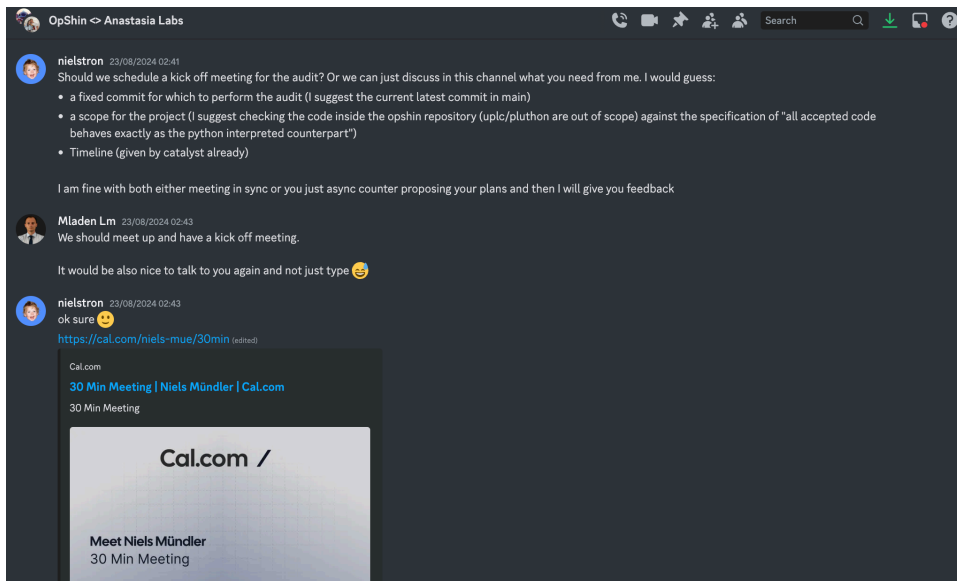 OpShin <> Anastasia Labs
Search
nielstron 23/08/2024 02:41
Should we schedule a kick off meeting for the audit? Or we can just discuss in this channel what you need from me. I would guess:
• a fixed commit for which to perform the audit (I suggest the current latest commit in main)
• a scope for the project (I suggest checking the code inside the opshin repository (uplc/pluthon are out of scope) against the specification of "all accepted code
behaves exactly as the python interpreted counterpart")
• Timeline (given by catalyst already)
I am fine with both either meeting in sync or you just async counter proposing your plans and then I will give you feedback
Mladen Lm 23/08/2024 02:43
We should meet up and have a kick off meeting.
It would be also nice to talk to you again and not just type 😅
nielstron 23/08/2024 02:43
ok sure 🙂
https://cal.com/niels-mue/30min (edited)
Cal.com
30 Min Meeting | Niels Mündler | Cal.com
30 Min Meeting
Cal.com /
Meet Niels Mündler
30 Min Meeting